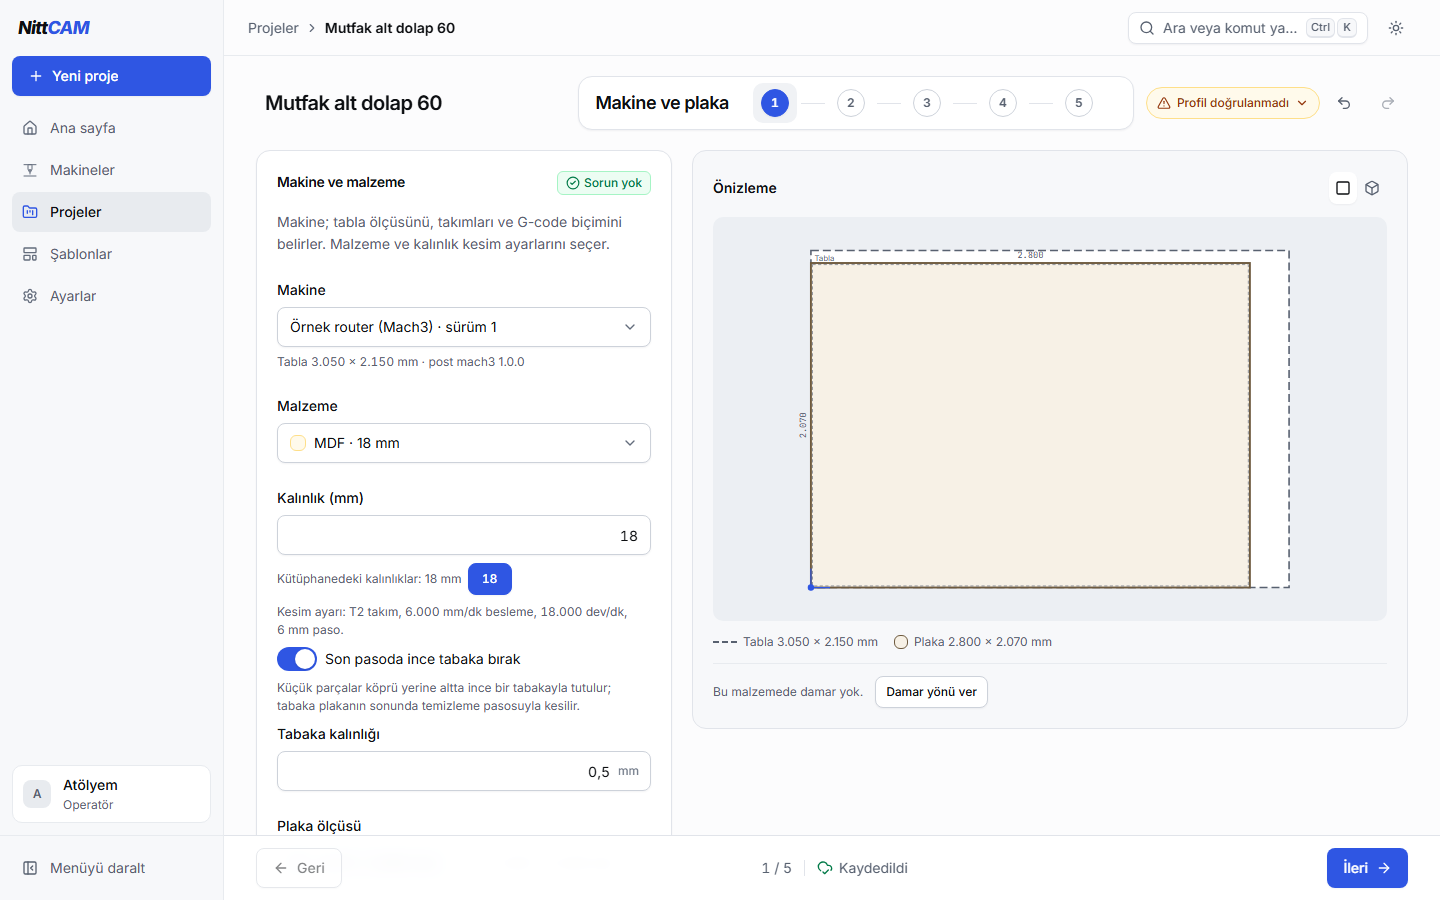 NittCAM
Yeni proje
Ana sayfa
Makineler
Projeler
Şablonlar
Ayarlar
A
Atölyem
Operatör
Menüyü daralt
Projeler > Mutfak alt dolap 60
Ara veya komut ya... Ctrl K
Mutfak alt dolap 60
Makine ve plaka 1 2 3 4 5
Profil doğrulanmadı
Makine ve malzeme
Sorun yok
Makine; tabla ölçüsünü, takımları ve G-code biçimini
belirler. Malzeme ve kalınlık kesim ayarlarını seçer.
Makine
Örnek router (Mach3) · sürüm 1
Tabla 3.050 × 2.150 mm · post mach3 1.0.0
Malzeme
MDF · 18 mm
Kalınlık (mm)
18
Kütüphanedeki kalınlıklar: 18 mm 18
Kesim ayarı: T2 takım, 6.000 mm/dk besleme, 18.000 dev/dk,
6 mm paso.
Son pasoda ince tabaka bırak
Küçük parçalar köprü yerine altta ince bir tabakayla tutulur;
tabaka plakanın sonunda temizleme pasosuyla kesilir.
Tabaka kalınlığı
0,5 mm
Plaka ölçüsü
Önizleme
Tabla
2.800
2.070
Tabla 3.050 × 2.150 mm
Plaka 2.800 × 2.070 mm
Bu malzemede damar yok. Damar yönü ver
Geri
1 / 5
Kaydedildi
İleri